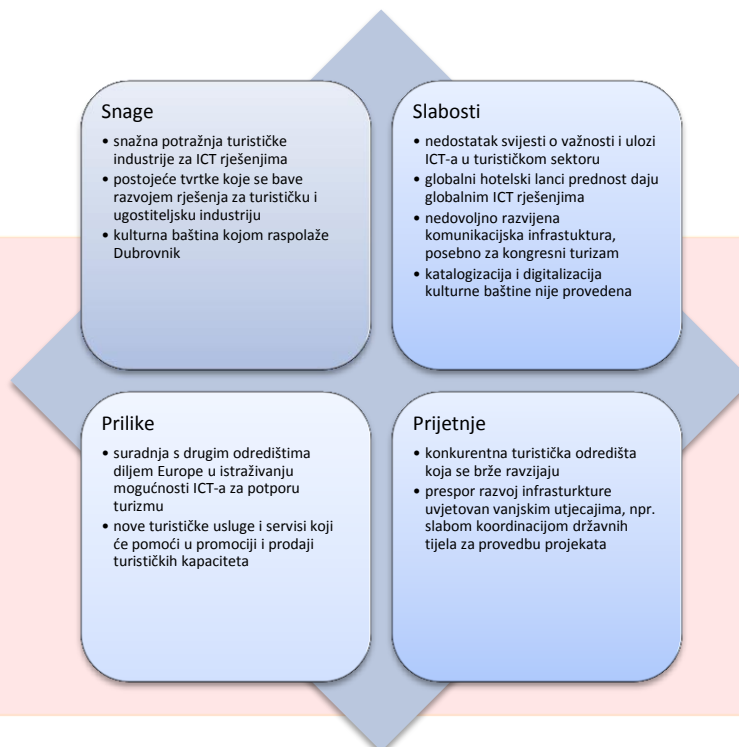 Snage
• snažna potražnja turističke
industrije za ICT rješenjima
• postojeće tvrtke koje se bave
razvojem rješenja za turističku i
ugostiteljsku industriju
• kulturna baština kojom raspolaže
Dubrovnik
Slabosti
• nedostatak svijesti o važnosti i ulozi
ICT-a u turističkom sektoru
• globalni hotelski lanci prednost daju
globalnim ICT rješenjima
• nedovoljno razvijena
komunikacijska infrastuktura,
posebno za kongresni turizam
• katalogizacija i digitalizacija
kulturne baštine nije provedena
Prilike
• suradnja s drugim odredištima
diljem Europe u istraživanju
mogućnosti ICT-a za potporu
turizmu
• nove turističke usluge i servisi koji
će pomoći u promociji i prodaji
turističkih kapaciteta
Prijetnje
• konkurentna turistička odredišta
koja se brže ravzijaju
• prespor razvoj infrasturkture
uvjetovan vanjskim utjecajima, npr.
slabom koordinacijom državnih
tijela za provedbu projekata